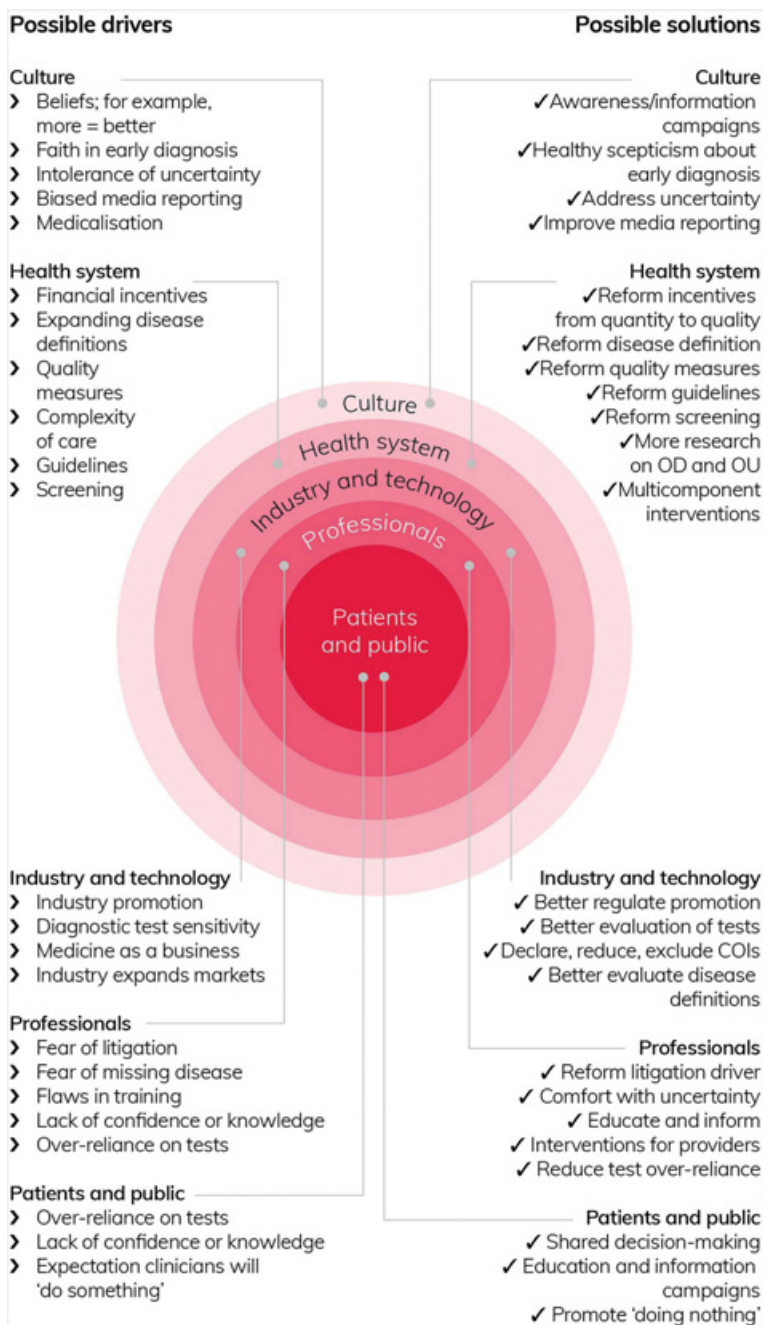 Possible drivers
Possible solutions
Culture
› Beliefs; for example,
more = better
› Faith in early diagnosis
› Intolerance of uncertainty
› Biased media reporting
› Medicalisation
Culture
✓Awareness/information
campaigns
✓Healthy scepticism about
early diagnosis
✓Address uncertainty
✓Improve media reporting
Health system
› Financial incentives
› Expanding disease
definitions
› Quality
measures
› Complexity
of care
› Guidelines
› Screening
Health system
✓Reform incentives
from quantity to quality
✓Reform disease definition
✓Reform quality measures
✓Reform guidelines
✓Reform screening
✓More research
on OD and OU
✓Multicomponent
interventions
Culture
Health system
Industry and technology
Professionals
Patients
and public
Industry and technology
› Industry promotion
› Diagnostic test sensitivity
› Medicine as a business
› Industry expands markets
Industry and technology
✓ Better regulate promotion
✓ Better evaluation of tests
✓Declare, reduce, exclude COIs
✓ Better evaluate disease
definitions
Professionals
› Fear of litigation
› Fear of missing disease
› Flaws in training
› Lack of confidence or knowledge
› Over-reliance on tests
Professionals
✓ Reform litigation driver
✓ Comfort with uncertainty
✓ Educate and inform
✓ Interventions for providers
✓ Reduce test over-reliance
Patients and public
› Over-reliance on tests
› Lack of confidence or knowledge
› Expectation clinicians will
‘do something’
Patients and public
✓ Shared decision-making
✓ Education and information
campaigns
✓ Promote ‘doing nothing’